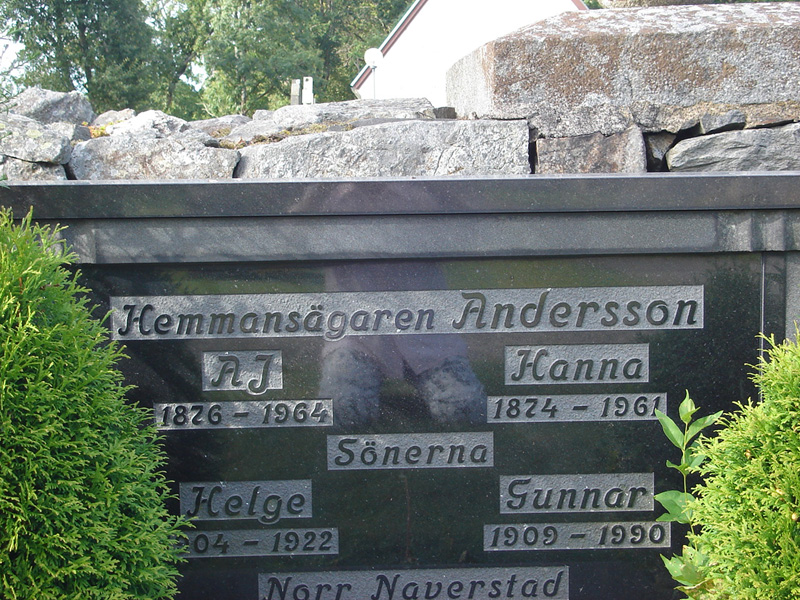 Hemmansägaren Andersson
AJ Hanna
1876 – 1964 1874 – 1961
Sönerna
Helge Gunnar
04 – 1922 1909 – 1990
Norr Naverstad